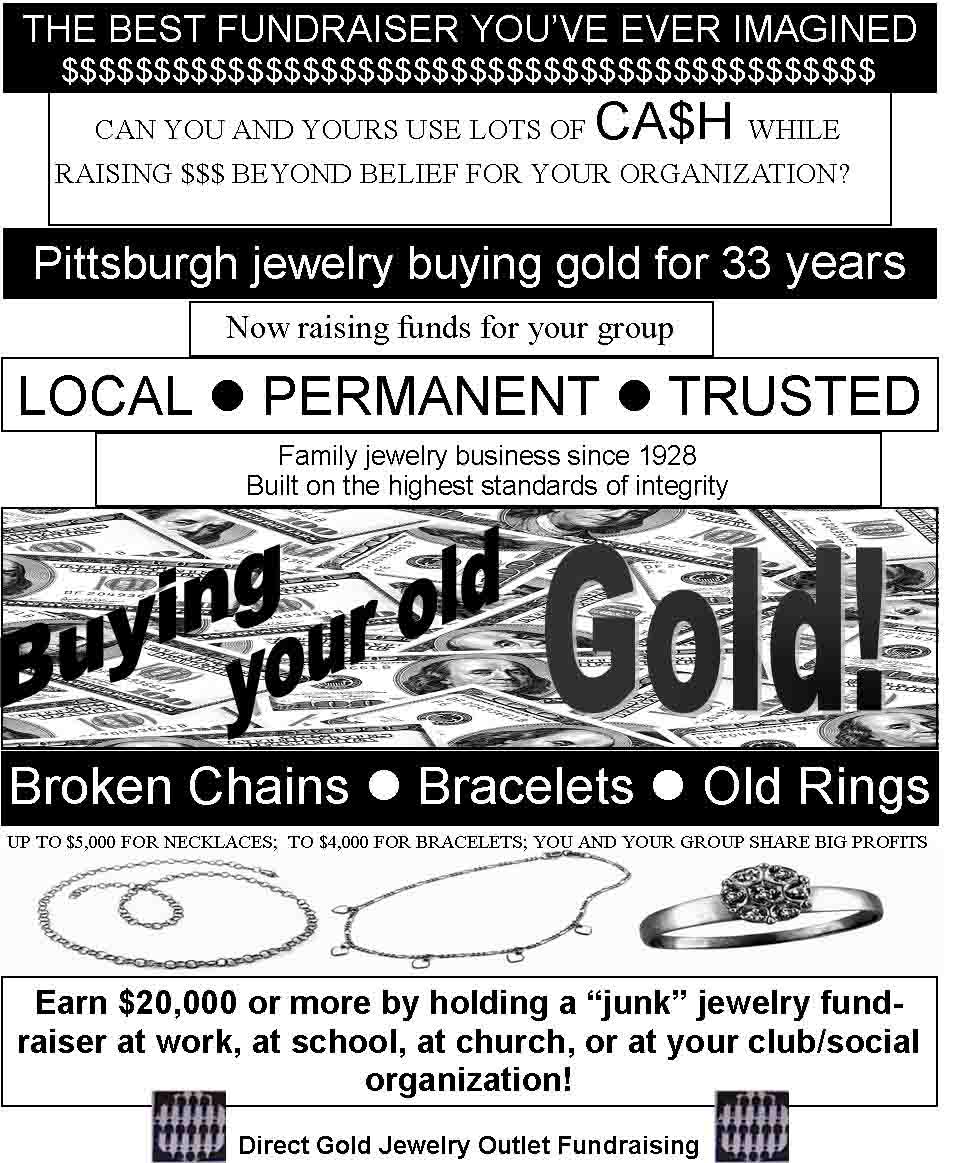 THE BEST FUNDRAISER YOU’VE EVER IMAGINED
$$$$$$$$$$$$$$$$$$$$$$$$$$$$$$$$$$$$$$$$$$$$
CAN YOU AND YOURS USE LOTS OF CA$H WHILE
RAISING $$$ BEYOND BELIEF FOR YOUR ORGANIZATION?
Pittsburgh jewelry buying gold for 33 years
Now raising funds for your group
LOCAL ● PERMANENT ● TRUSTED
Family jewelry business since 1928
Built on the highest standards of integrity
Buying your old Gold!
Broken Chains ● Bracelets ● Old Rings
UP TO $5,000 FOR NECKLACES; TO $4,000 FOR BRACELETS; YOU AND YOUR GROUP SHARE BIG PROFITS
Earn $20,000 or more by holding a “junk” jewelry fund-
raiser at work, at school, at church, or at your club/social
organization!
Direct Gold Jewelry Outlet Fundraising